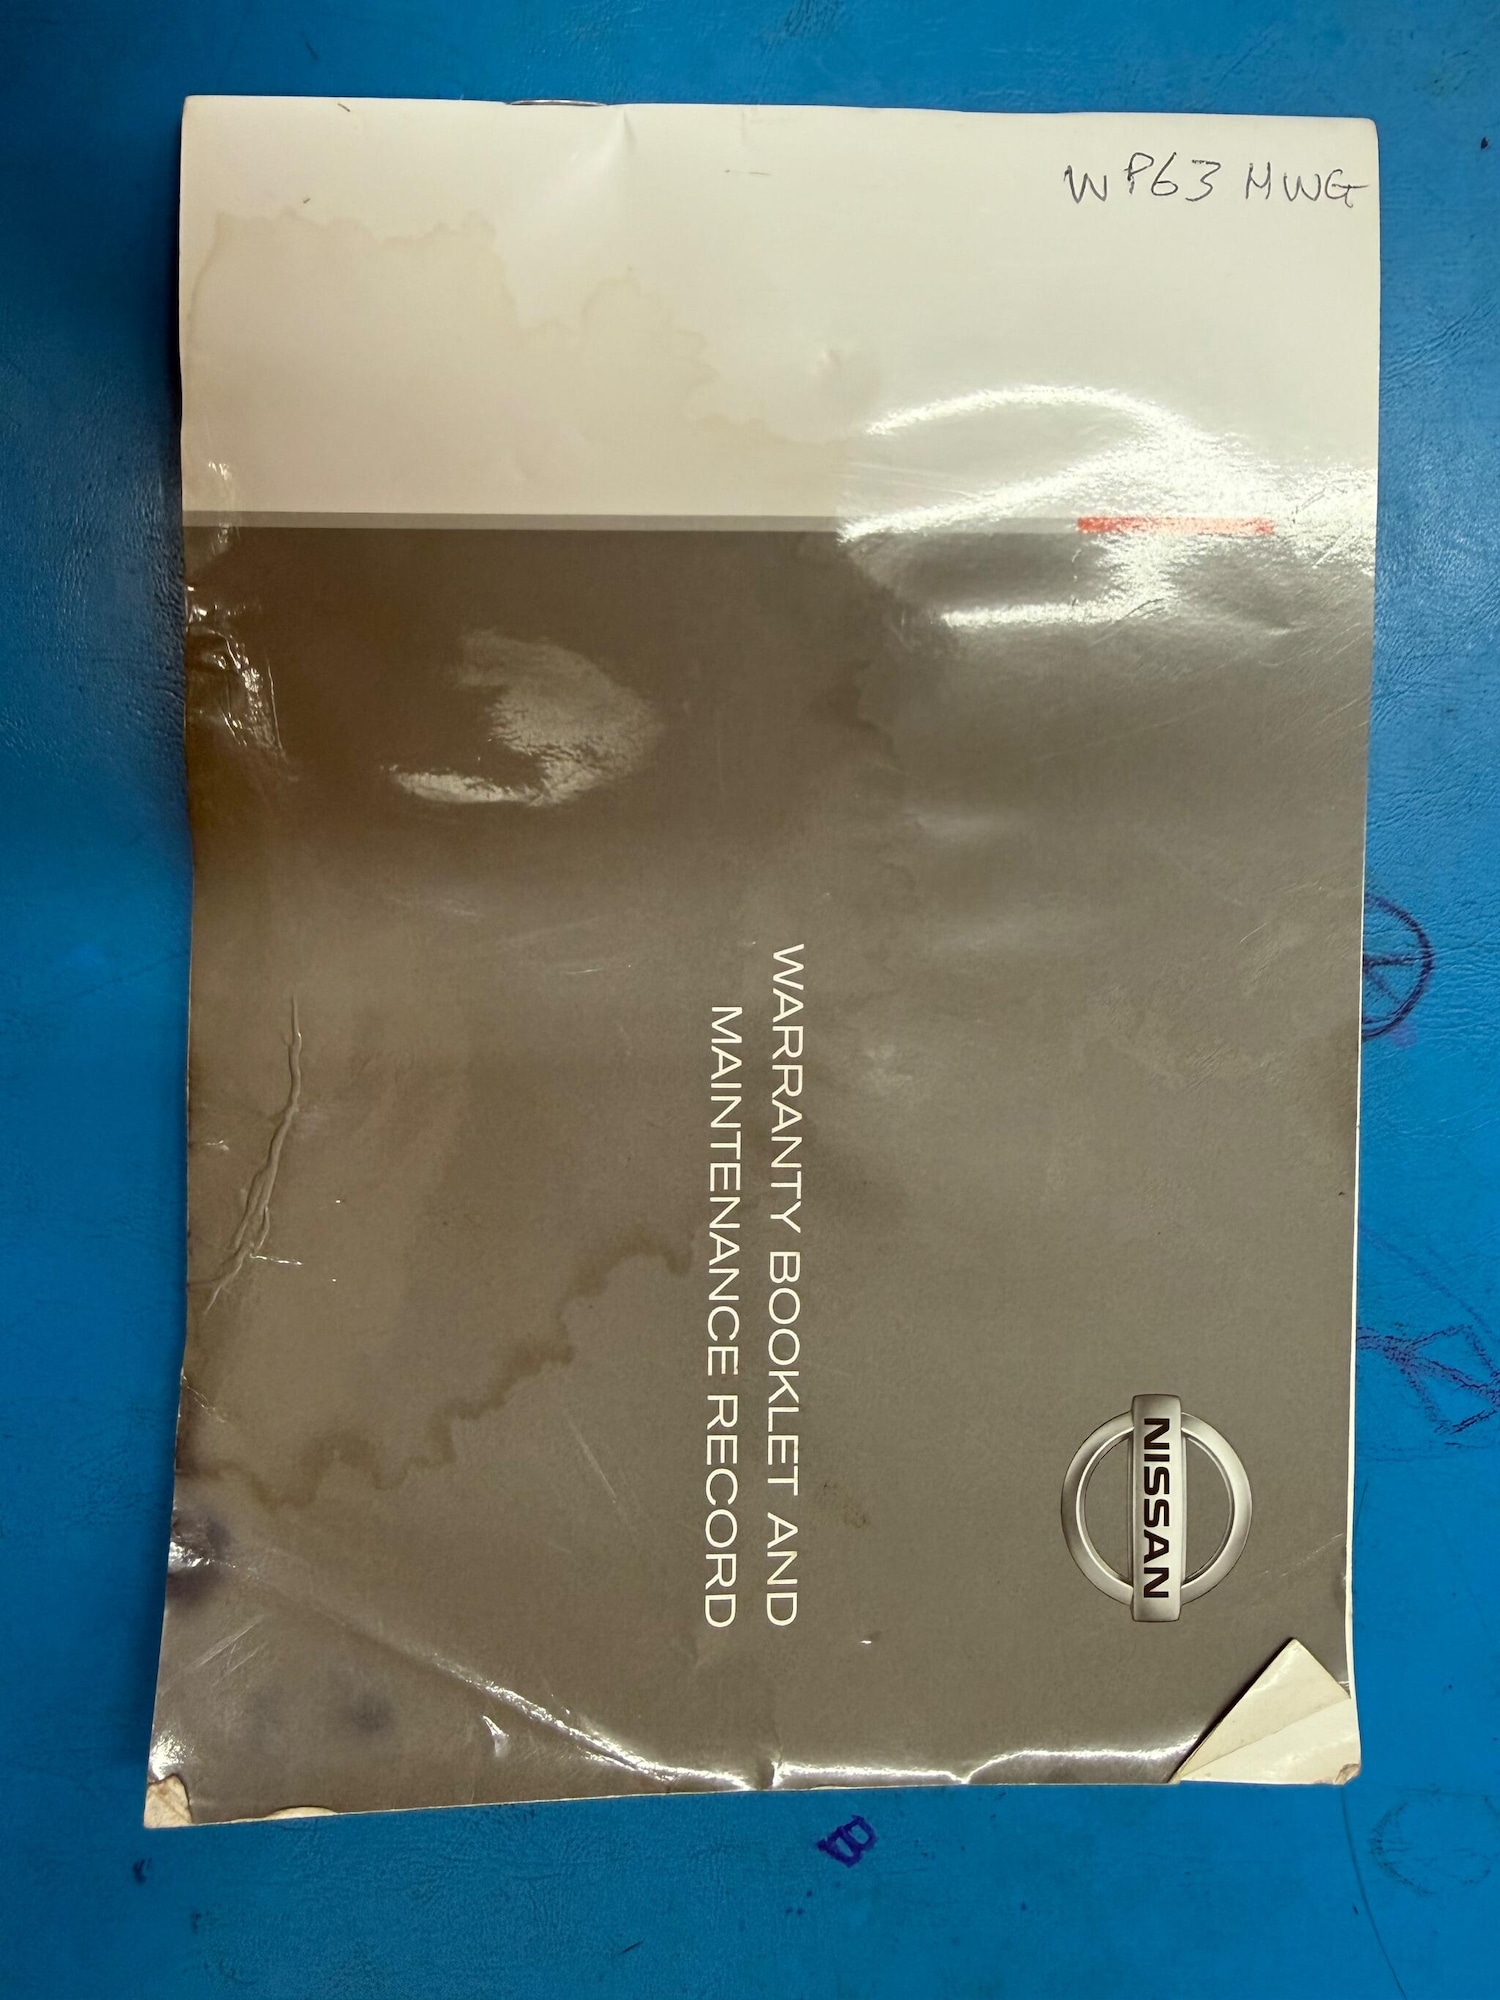 WP63 MWG
NISSAN
WARRANTY BOOKLET AND
MAINTENANCE RECORD